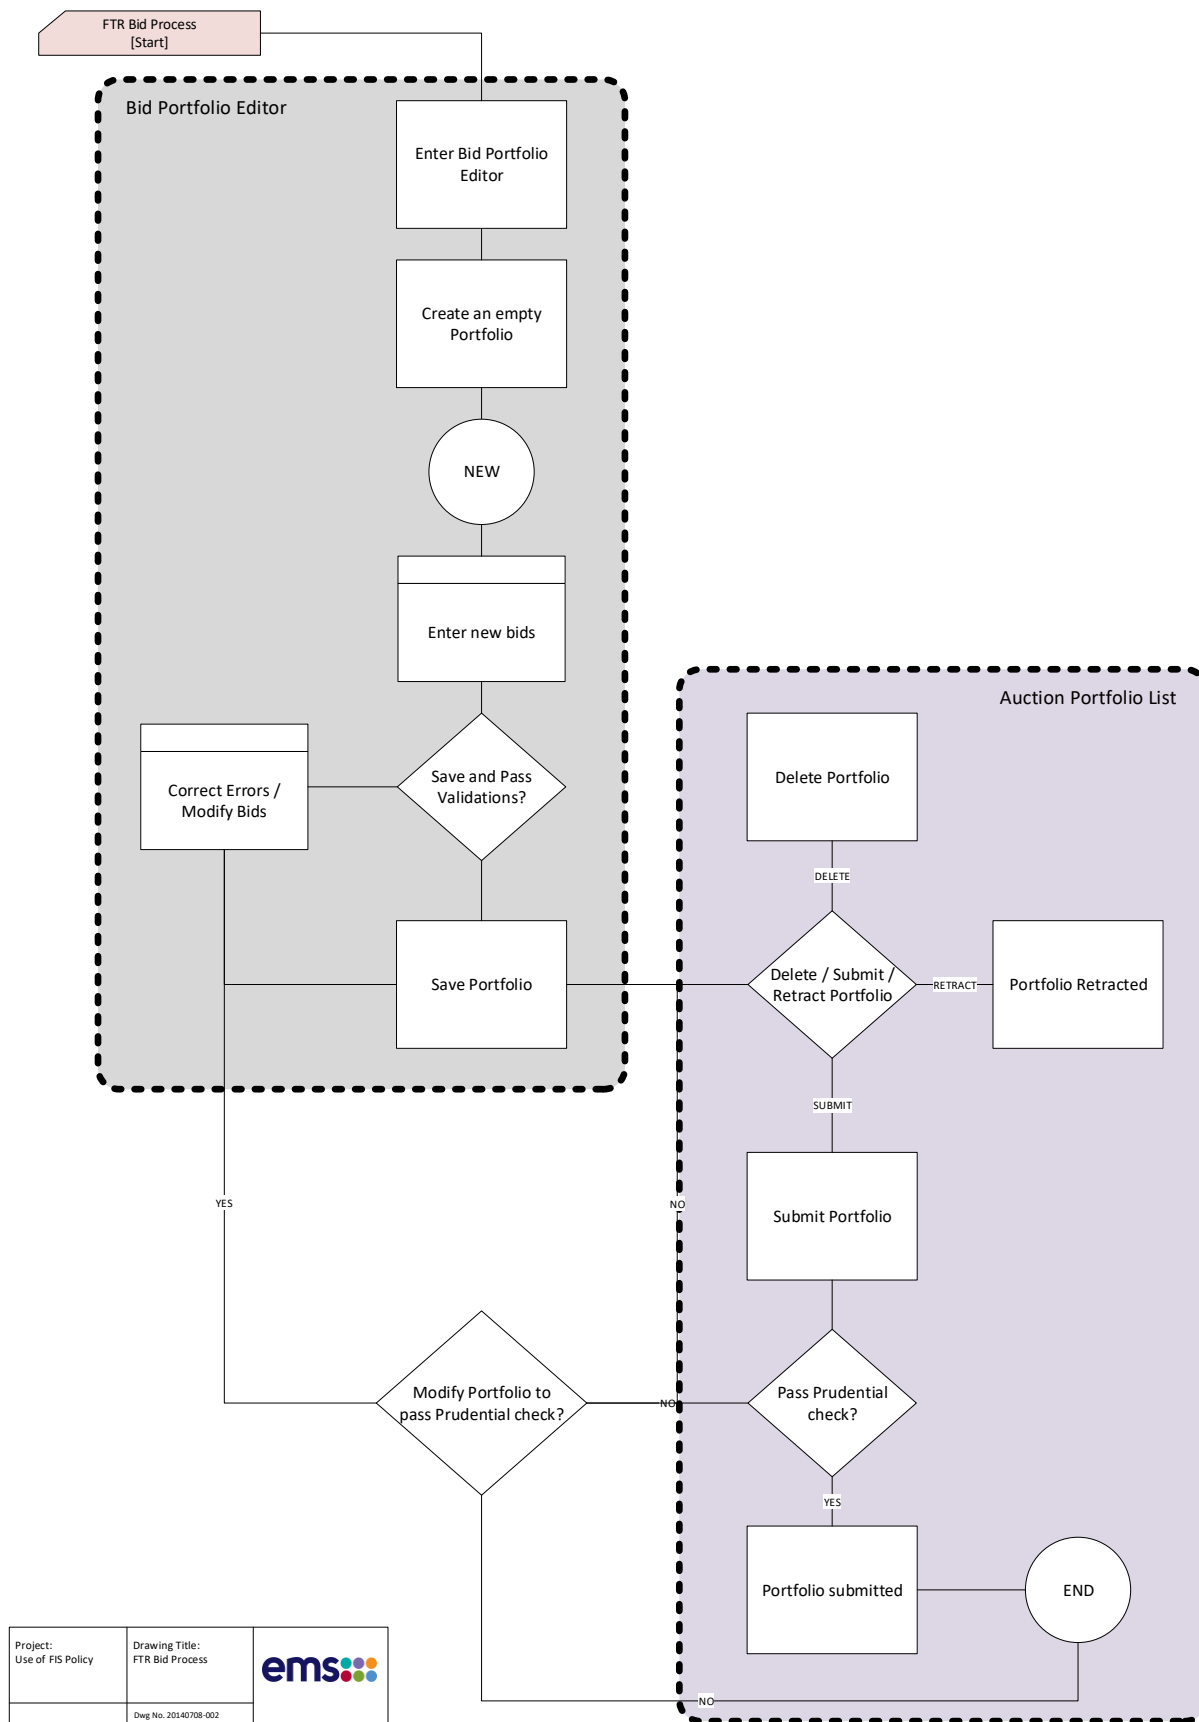 FTR Bid Process
[Start]
Bid Portfolio Editor
Enter Bid Portfolio
Editor
Create an empty
Portfolio
NEW
Enter new bids
Save and Pass
Validations?
Correct Errors /
Modify Bids
Save Portfolio
Auction Portfolio List
Delete Portfolio
DELETE
Delete / Submit /
Retract Portfolio
RETRACT
Portfolio Retracted
SUBMIT
Submit Portfolio
YES
NO
Modify Portfolio to
pass Prudential check?
NO
Pass Prudential
check?
YES
Portfolio submitted
END
NO
Project:
Use of FIS Policy
Drawing Title:
FTR Bid Process
Dwg No. 20140708-002
ems